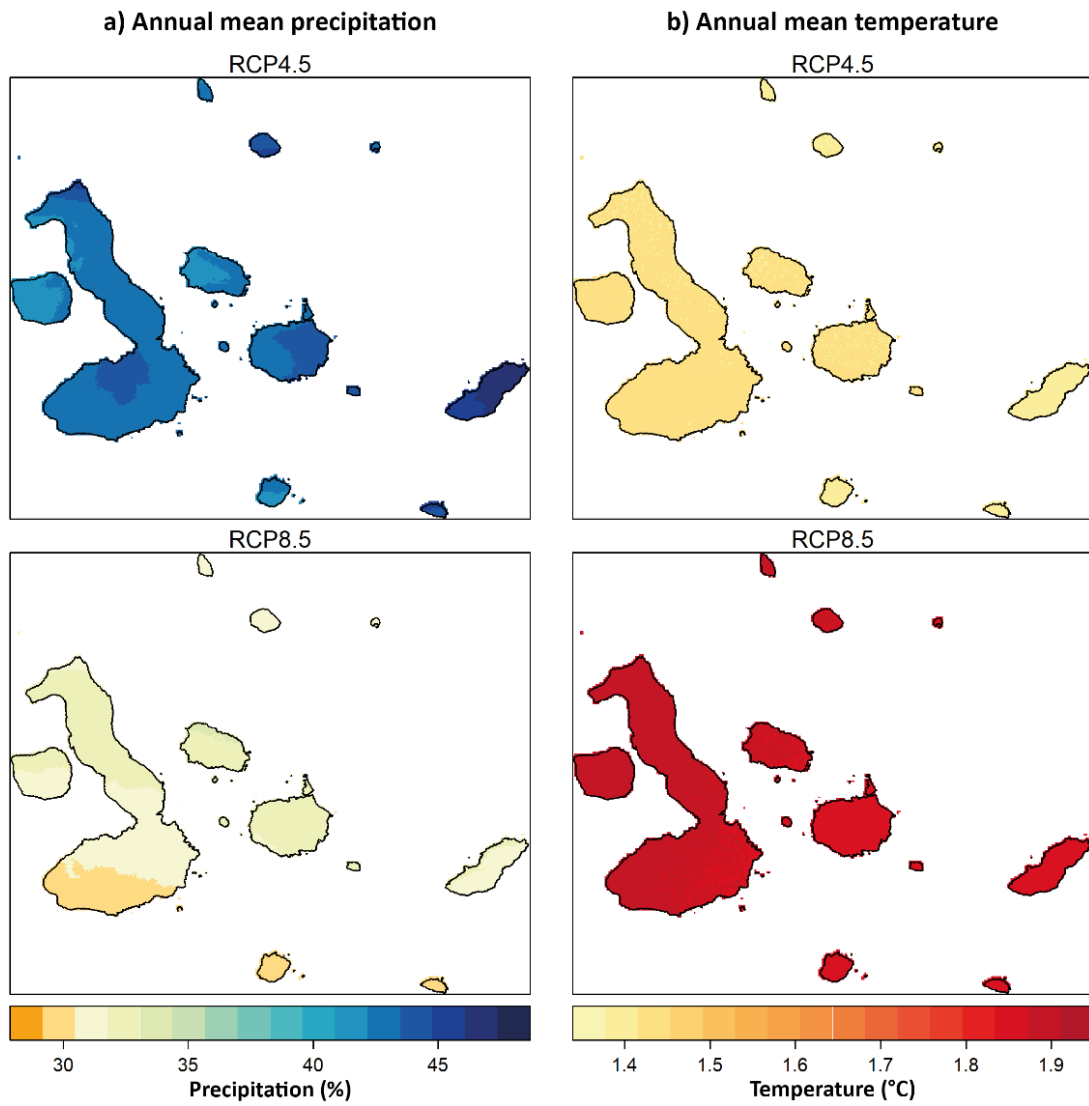 a) Annual mean precipitation
b) Annual mean temperature
RCP4.5
RCP4.5
RCP8.5
RCP8.5
30 35 40 45
Precipitation (%)
1.4 1.5 1.6 1.7 1.8 1.9
Temperature (°C)